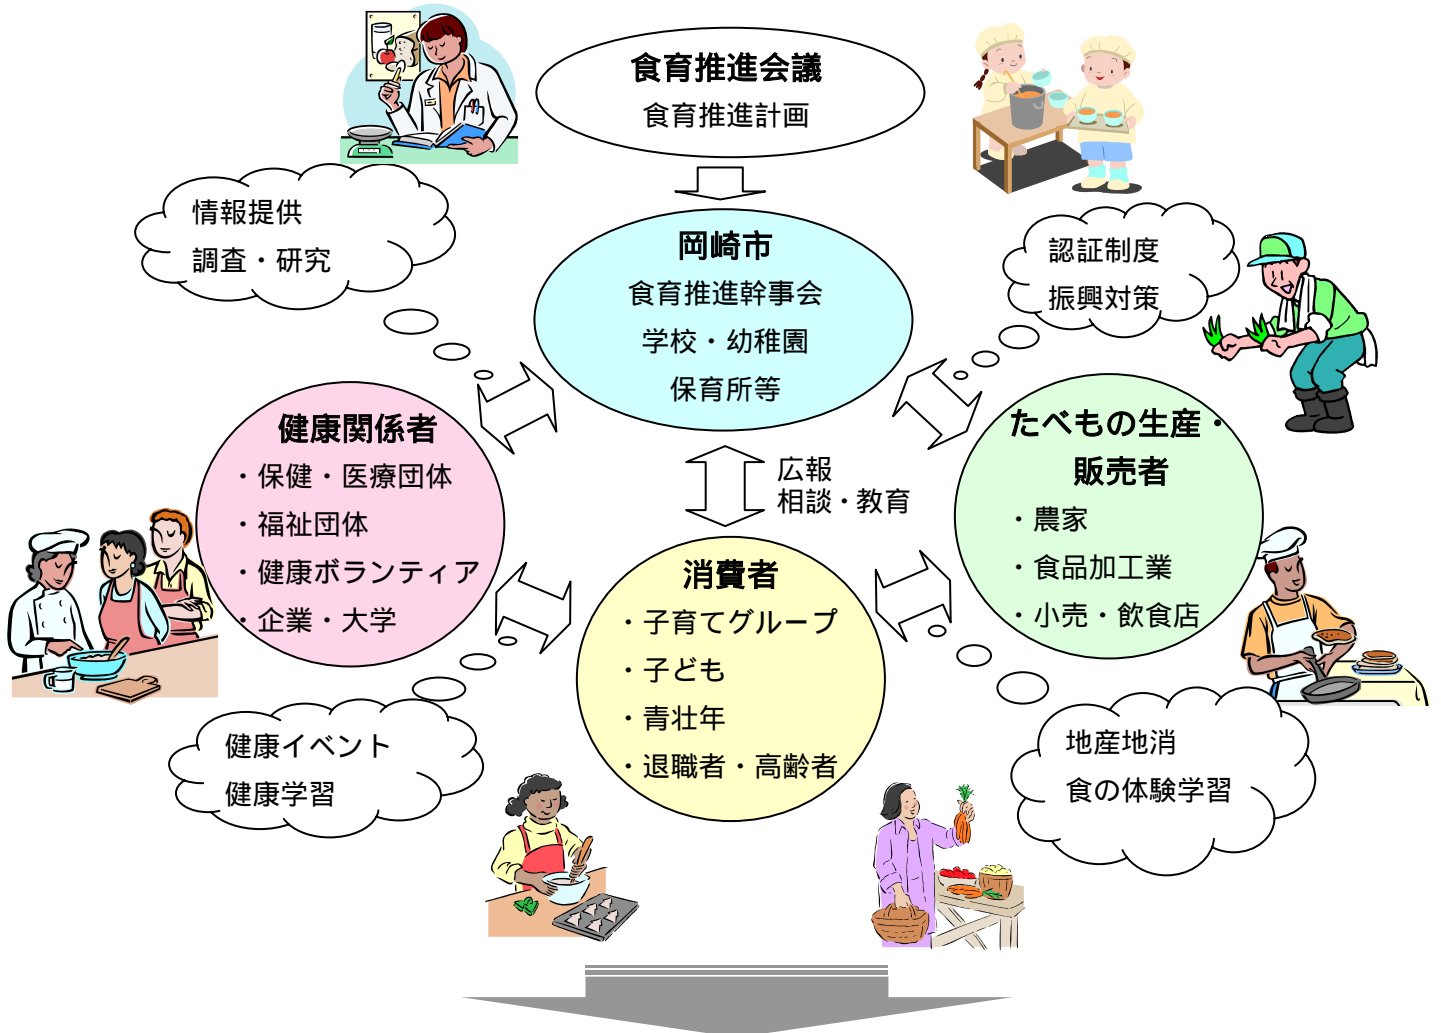 食育推進会議
食育推進計画
情報提供
調査・研究
岡崎市
食育推進幹事会
学校・幼稚園
保育所等
認証制度
振興対策
健康関係者
・保健・医療団体
・福祉団体
・健康ボランティア
・企業・大学
広報
相談・教育
たべもの生産・
販売者
・農家
・食品加工業
・小売・飲食店
消費者
・子育てグループ
・子ども
・青壮年
・退職者・高齢者
健康イベント
健康学習
地産地消
食の体験学習